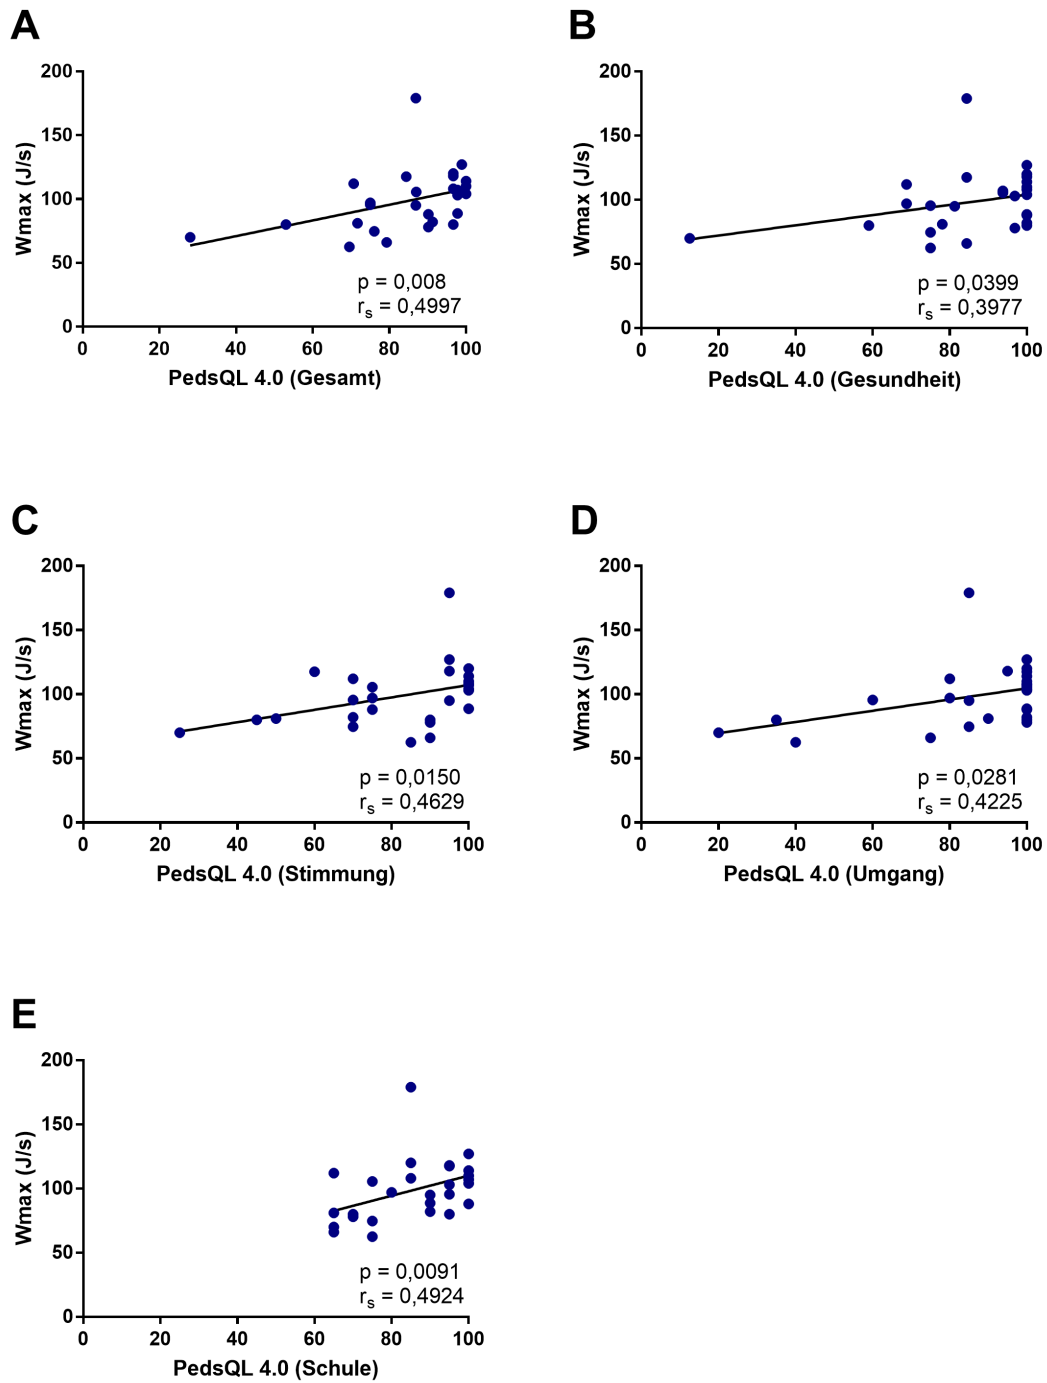 A
200
150
100
50
0
Wmax (J/s)
p = 0,008
rs = 0,4997
0 20 40 60 80 100
PedsQL 4.0 (Gesamt)
B
200
150
100
50
0
Wmax (J/s)
p = 0,0399
rs = 0,3977
0 20 40 60 80 100
PedsQL 4.0 (Gesundheit)
C
200
150
100
50
0
Wmax (J/s)
p = 0,0150
rs = 0,4629
0 20 40 60 80 100
PedsQL 4.0 (Stimmung)
D
200
150
100
50
0
Wmax (J/s)
p = 0,0281
rs = 0,4225
0 20 40 60 80 100
PedsQL 4.0 (Umgang)
E
200
150
100
50
0
Wmax (J/s)
p = 0,0091
rs = 0,4924
0 20 40 60 80 100
PedsQL 4.0 (Schule)